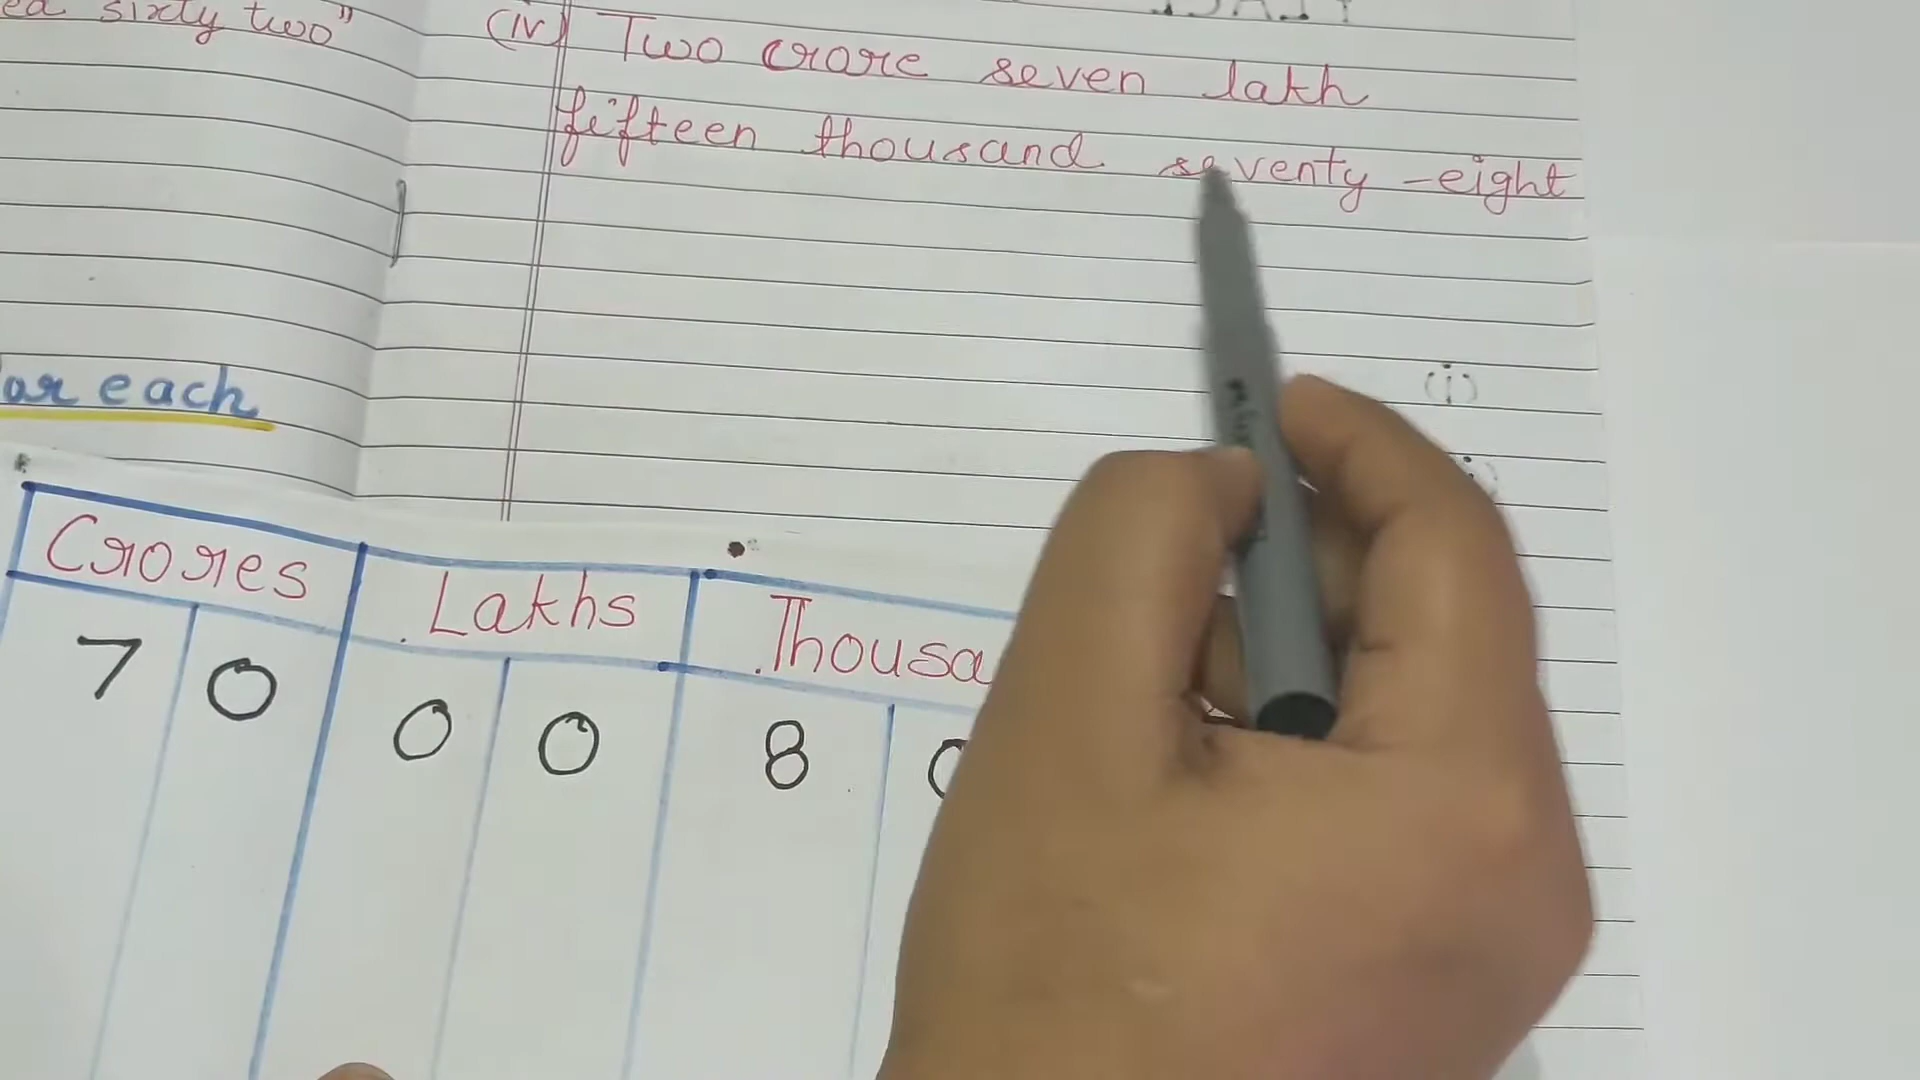 sixty two"
(iv) Two crore seven lakh
fifteen thousand seventy-eight
(i)
each
Crores Lakhs
7 0 0 0 8